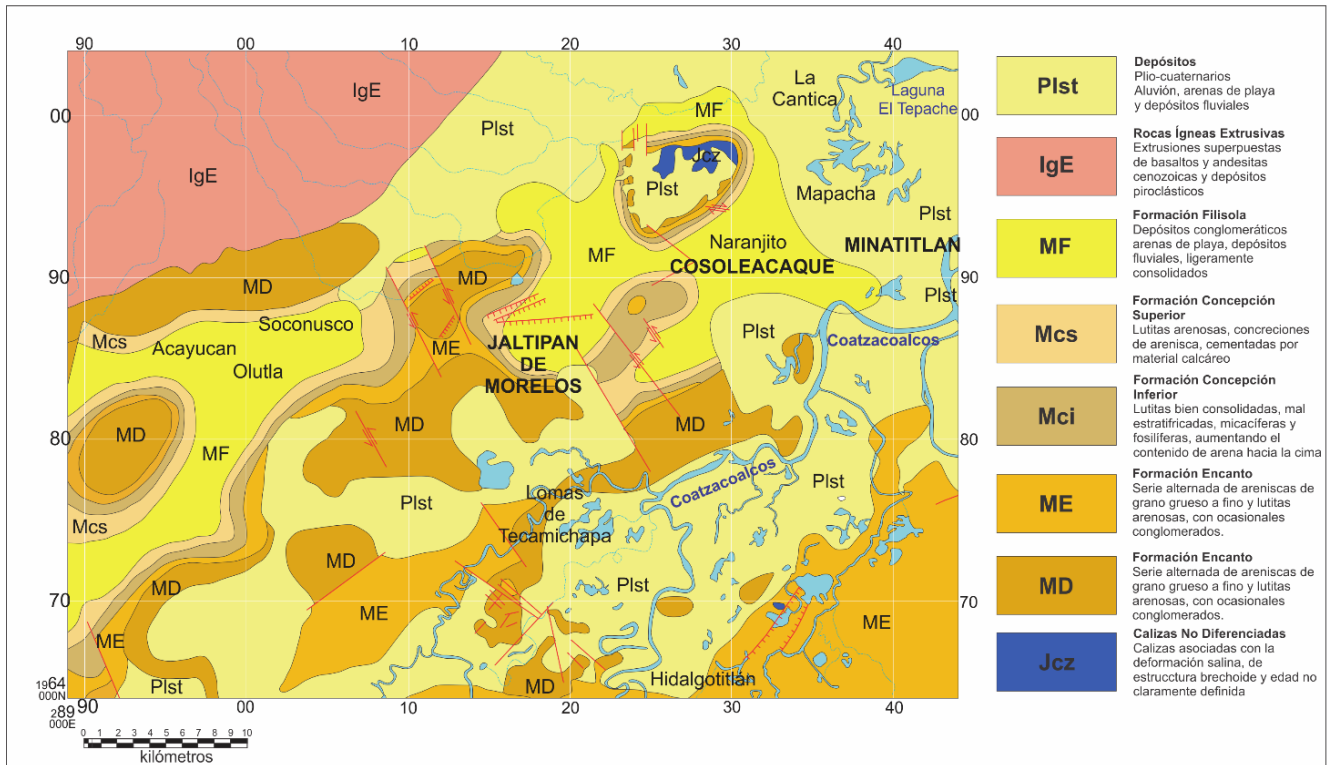 90 00 10 20 30 40
IgE
La
Cantica
Laguna
El Tepache
00 MF 00
Plst
Jcz
IgE
Plst
Mapacha
Plst
Naranjito
MINATITLAN
MF
COSOLEACAQUE
90 MD 90
MD
Plst
Soconusco
Plst
Mcs
Acayucan
ME
JALTIPAN
DE
MORELOS
Coatzacoalcos
Olutla
MD
MD
MD
80 80
MF
Coatzacoalcos
Plst
Plst
Lomas
de
Tecamichapa
Mcs
MD
Plst
MD
70 70
ME
ME
ME
Plst
MD
Hidalgotitlán
1964
000N
90 00 10 20 30 40
289
000E
0 1 2 3 4 5 6 7 8 9 10
kilómetros
Plst
Depósitos
Plio-cuaternarios
Aluvión, arenas de playa
y depósitos fluviales
IgE
Rocas Ígneas Extrusivas
Extrusiones superpuestas
de basaltos y andesitas
cenozoicas y depósitos
piroclásticos
MF
Formación Filisola
Depósitos conglomeráticos
arenas de playa, depósitos
fluviales, ligeramente
consolidados
Mcs
Formación Concepción
Superior
Lutitas arenosas, concreciones
de arenisca, cementadas por
material calcáreo
Mci
Formación Concepción
Inferior
Lutitas bien consolidadas, mal
estratifricadas, micacíferas y
fosilíferas, aumentando el
contenido de arena hacia la cima
ME
Formación Encanto
Serie alternada de areniscas de
grano grueso a fino y lutitas
arenosas, con ocasionales
conglomerados.
MD
Formación Encanto
Serie alternada de areniscas de
grano grueso a fino y lutitas
arenosas, con ocasionales
conglomerados.
Jcz
Calizas No Diferenciadas
Calizas asociadas con la
deformación salina, de
estrucctura brechoide y edad no
claramente definida